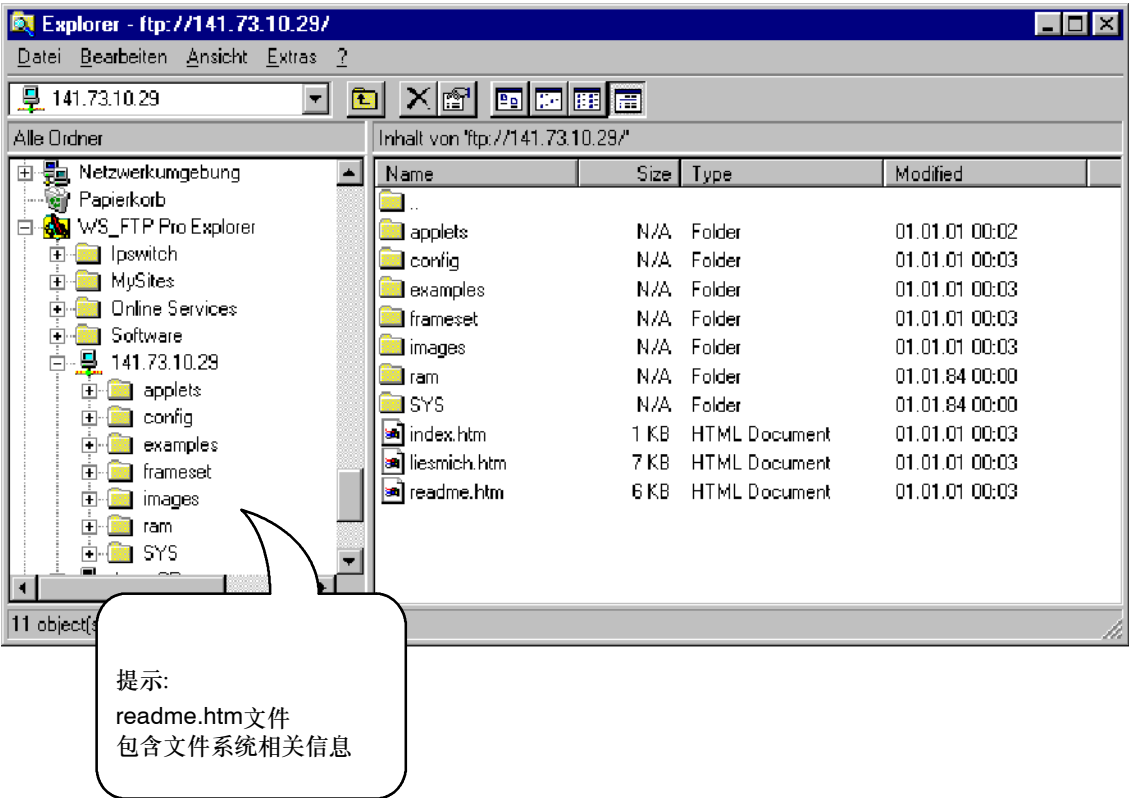 Explorer - ftp://141.73.10.29/
Datei Bearbeiten Ansicht Extras ?
141.73.10.29
Alle Ordner
Inhalt von 'ftp://141.73.10.29/'
Netzwerkumgebung
Papierkorb
WS_FTP Pro Explorer
Ipswitch
MySites
Online Services
Software
141.73.10.29
applets
config
examples
frameset
images
ram
SYS
Name Size Type Modified
..
applets N/A Folder 01.01.01 00:02
config N/A Folder 01.01.01 00:03
examples N/A Folder 01.01.01 00:03
frameset N/A Folder 01.01.01 00:03
images N/A Folder 01.01.01 00:03
ram N/A Folder 01.01.84 00:00
SYS N/A Folder 01.01.84 00:00
index.htm 1 KB HTML Document 01.01.01 00:03
liesmich.htm 7 KB HTML Document 01.01.01 00:03
readme.htm 6 KB HTML Document 01.01.01 00:03
11 object(s
提示:
readme.htm文件
包含文件系统相关信息